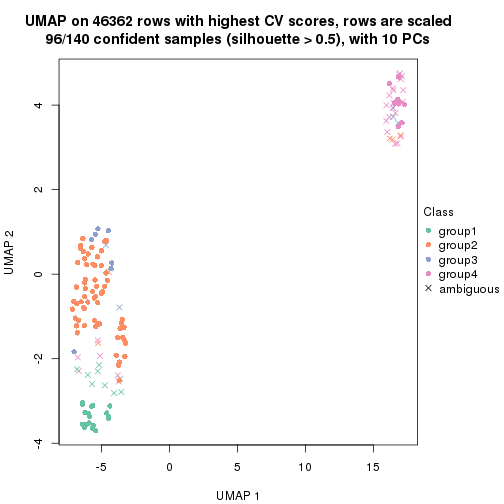 UMAP on 46362 rows with highest CV scores, rows are scaled
96/140 confident samples (silhouette > 0.5), with 10 PCs
UMAP 2
4
2
0
-2
-4
-5
0
5
10
15
UMAP 1
Class
group1
group2
group3
group4
ambiguous